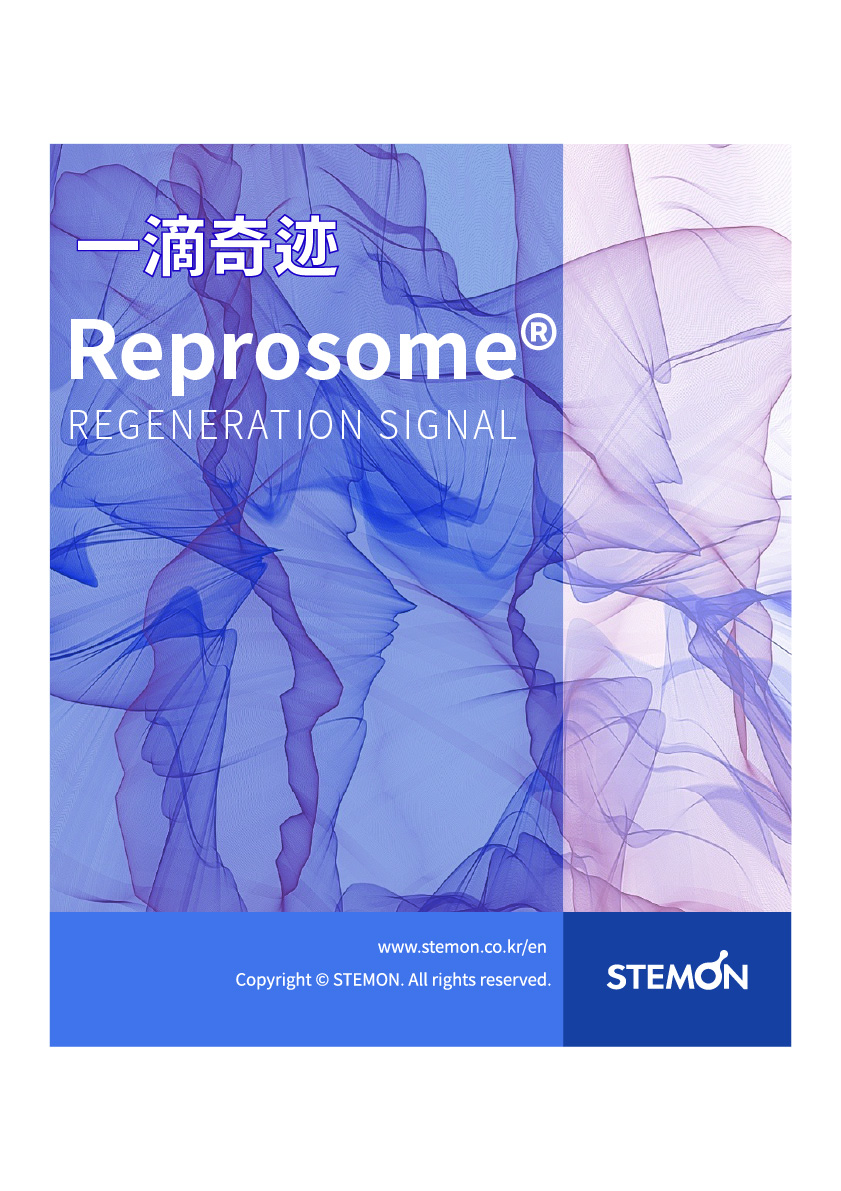 一滴奇迹
Reprosome®
REGENERATION SIGNAL
www.stemon.co.kr/en
Copyright © STEMON. All rights reserved.
STEMON